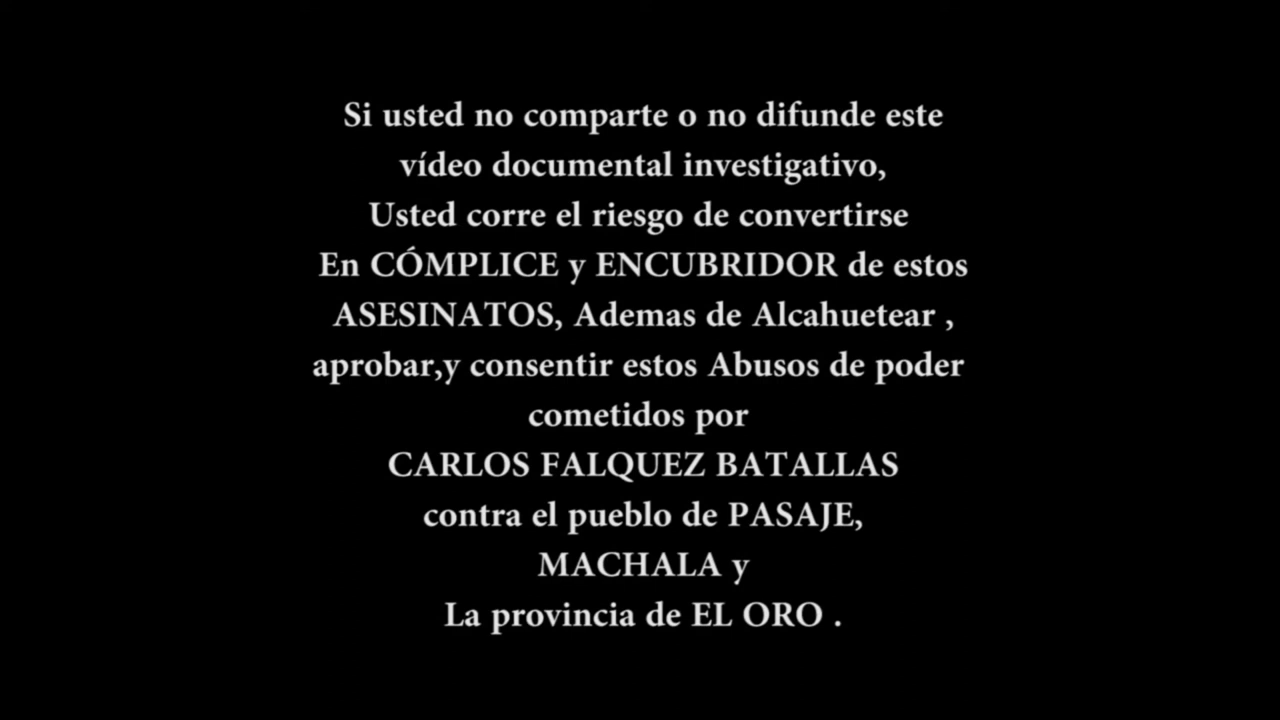 Si usted no comparte o no difunde este
vídeo documental investigativo,
Usted corre el riesgo de convertirse
En CÓMPLICE y ENCUBRIDOR de estos
ASESINATOS, Ademas de Alcahuetear ,
aprobar,y consentir estos Abusos de poder
cometidos por
CARLOS FALQUEZ BATALLAS
contra el pueblo de PASAJE,
MACHALA y
La provincia de EL ORO .